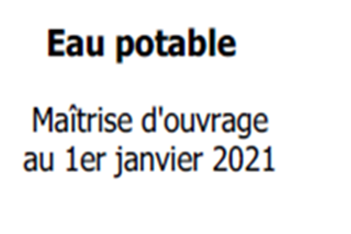 Eau potable
Maîtrise d'ouvrage
au 1er janvier 2021